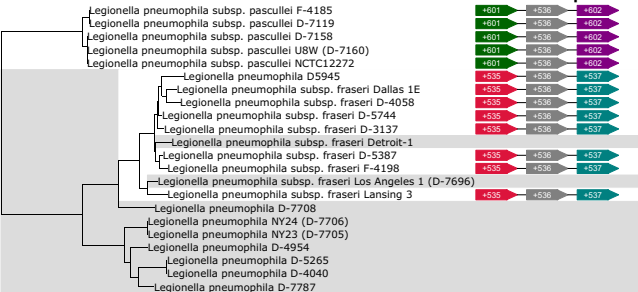 Legionella pneumophila subsp. pascullei F-4185 +601 +536 +602
Legionella pneumophila subsp. pascullei D-7119 +601 +536 +602
Legionella pneumophila subsp. pascullei D-7158 +601 +536 +602
Legionella pneumophila subsp. pascullei U8W (D-7160) +601 +536 +602
Legionella pneumophila subsp. pascullei NCTC12272 +601 +536 +602
Legionella pneumophila D5945 +535 +536 +537
Legionella pneumophila subsp. fraseri Dallas 1E +535 +536 +537
Legionella pneumophila subsp. fraseri D-4058 +535 +536 +537
Legionella pneumophila subsp. fraseri D-5744 +535 +536 +537
Legionella pneumophila subsp. fraseri D-3137 +535 +536 +537
Legionella pneumophila subsp. fraseri Detroit-1
Legionella pneumophila subsp. fraseri D-5387 +535 +536 +537
Legionella pneumophila subsp. fraseri F-4198 +535 +536 +537
Legionella pneumophila subsp. fraseri Los Angeles 1 (D-7696)
Legionella pneumophila subsp. fraseri Lansing 3 +535 +536 +537
Legionella pneumophila D-7708
Legionella pneumophila NY24 (D-7706)
Legionella pneumophila NY23 (D-7705)
Legionella pneumophila D-4954
Legionella pneumophila D-5265
Legionella pneumophila D-4040
Legionella pneumophila D-7787